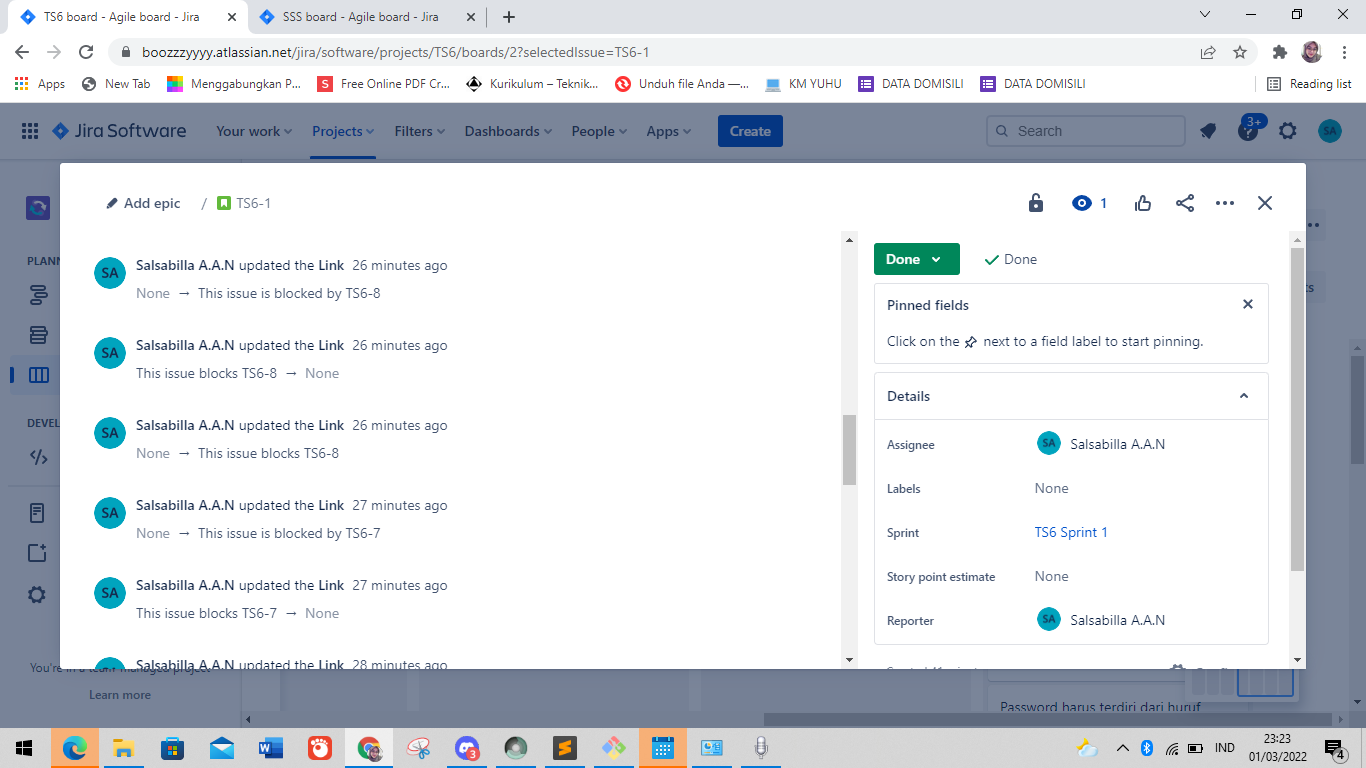 TS6 board - Agile board - Jira
SSS board - Agile board - Jira
boozzzyyyy.atlassian.net/jira/software/projects/TS6/boards/2?selectedIssue=TS6-1
Apps
New Tab
Menggabungkan P...
Free Online PDF Cr...
Kurikulum – Teknik...
Unduh file Anda —...
KM YUHU
DATA DOMISILI
DATA DOMISILI
Reading list
Jira Software
Your work
Projects
Filters
Dashboards
People
Apps
Create
Search
3+
SA
PLANN
DEVEL
You're in a team-managed project
Learn more
Add epic
/
TS6-1
1
SA
Salsabilla A.A.N updated the Link 26 minutes ago
None → This issue is blocked by TS6-8
SA
Salsabilla A.A.N updated the Link 26 minutes ago
This issue blocks TS6-8 → None
SA
Salsabilla A.A.N updated the Link 26 minutes ago
None → This issue blocks TS6-8
SA
Salsabilla A.A.N updated the Link 27 minutes ago
None → This issue is blocked by TS6-7
SA
Salsabilla A.A.N updated the Link 27 minutes ago
This issue blocks TS6-7 → None
Salsabilla A.A.N updated the Link 28 minutes ago
Done
Done
Pinned fields
Click on the next to a field label to start pinning.
Details
Assignee
SA
Salsabilla A.A.N
Labels
None
Sprint
TS6 Sprint 1
Story point estimate
None
Reporter
SA
Salsabilla A.A.N
Password harus terdiri dari huruf
3
IND
23:23
01/03/2022
4